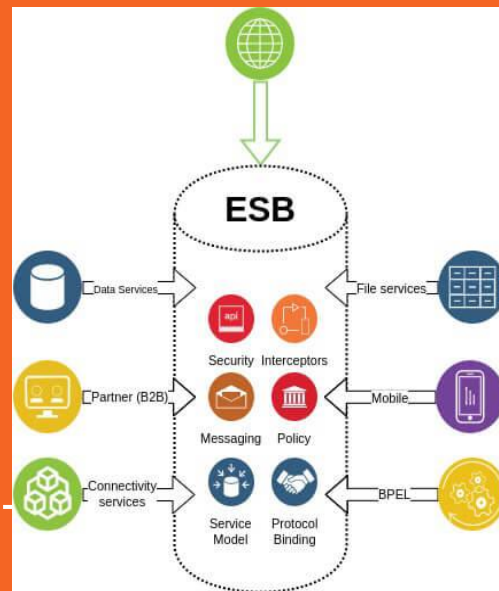 ESB
Data Services
File services
api
Security
Interceptors
Partner (B2B)
Mobile
Messaging
Policy
Connectivity
services
BPEL
Service
Model
Protocol
Binding